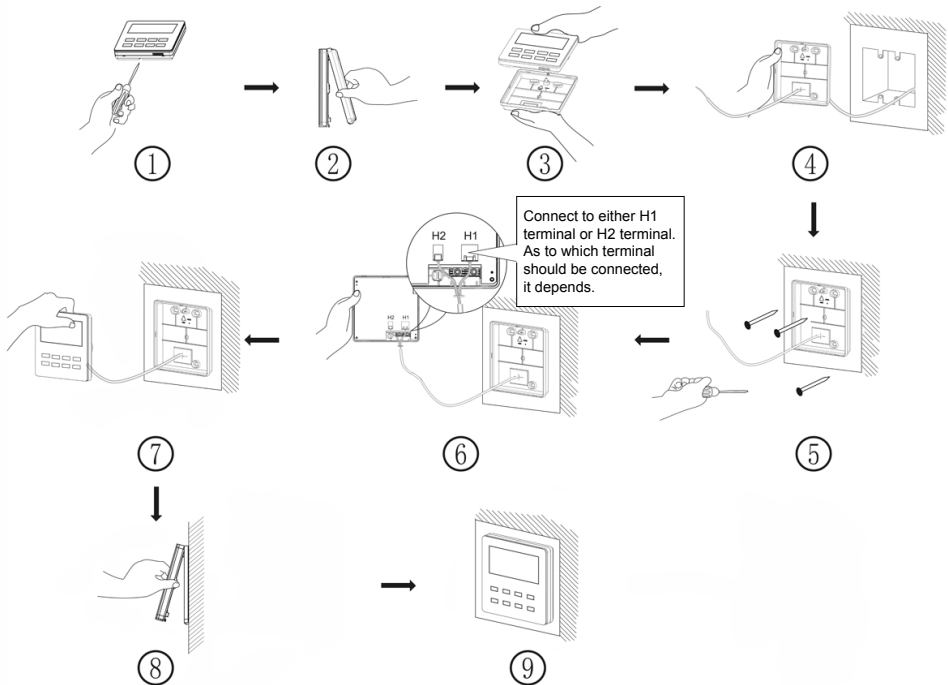 ①
②
③
④
H2 H1
Connect to either H1
terminal or H2 terminal.
As to which terminal
should be connected,
it depends.
H2 H1
⑦
⑥
⑤
⑧
⑨